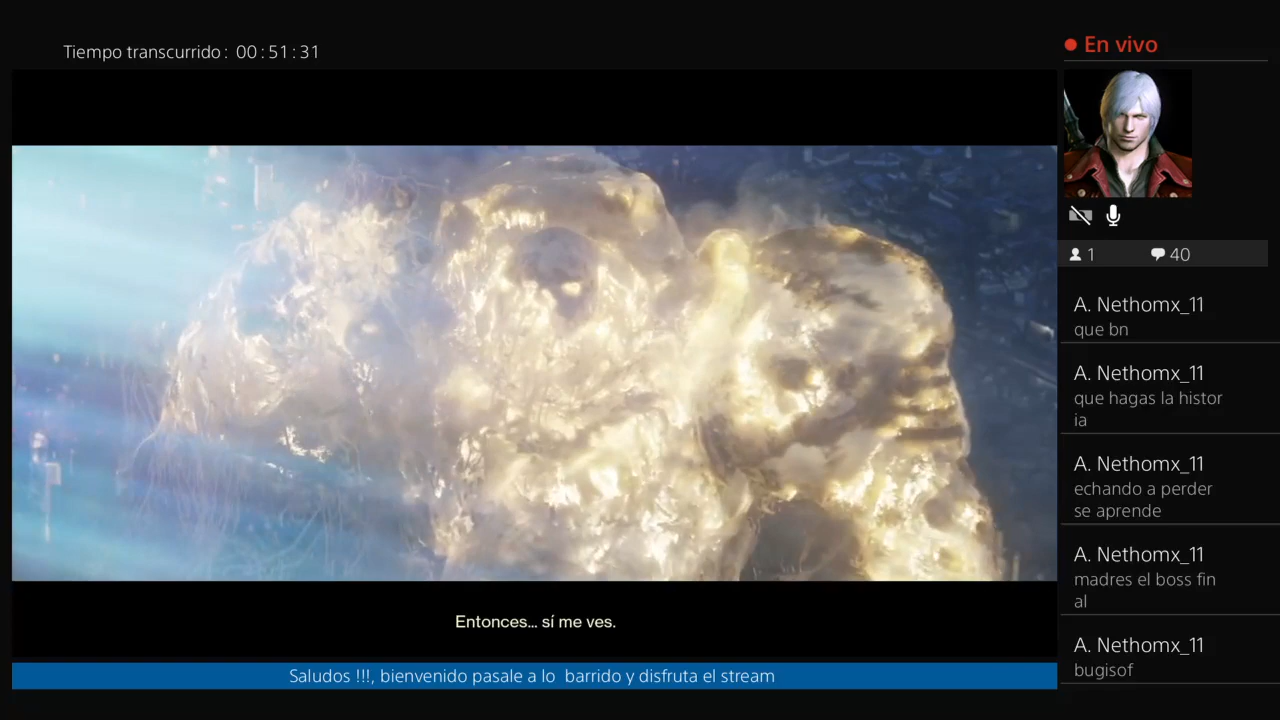 Tiempo transcurrido: 00:51:31
En vivo
1
40
A. Nethomx_11
que bn
A. Nethomx_11
que hagas la histor
ia
A. Nethomx_11
echando a perder
se aprende
A. Nethomx_11
madres el boss fin
al
A. Nethomx_11
bugisof
Entonces... sí me ves.
Saludos !!!, bienvenido pasale a lo  barrido y disfruta el stream